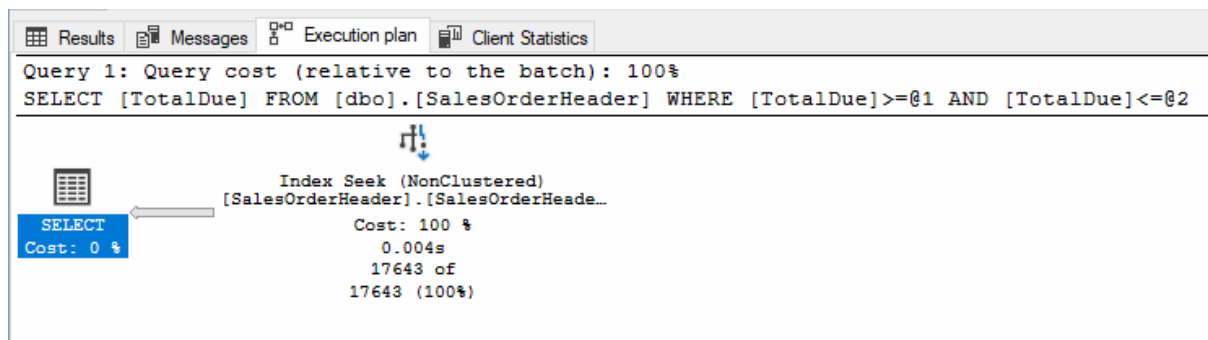 Results Messages Execution plan Client Statistics
Query 1: Query cost (relative to the batch): 100%
SELECT [TotalDue] FROM [dbo].[SalesOrderHeader] WHERE [TotalDue]>=@1 AND [TotalDue]<=@2
SELECT
Cost: 0 %
Index Seek (NonClustered)
[SalesOrderHeader].[SalesOrderHeade…
Cost: 100 %
0.004s
17643 of
17643 (100%)